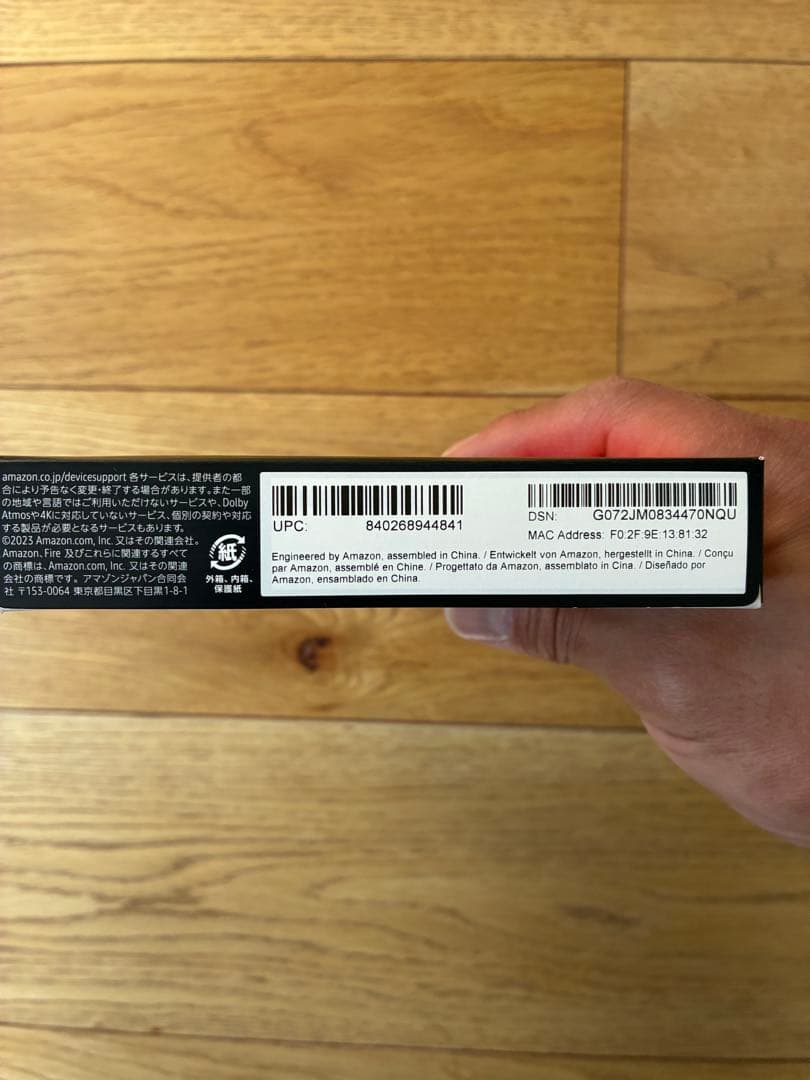 amazon.co.jp/devicesupport 各サービスは、提供者の都
合により予告なく変更・終了する場合があります。また一部
の地域や言語ではご利用いただけないサービスや、Dolby
Atmosや4Kに対応していないサービス、個別の契約や対応
する製品が必要となるサービスもあります。
©2023 Amazon.com, Inc. 又はその関連会社。
Amazon、Fire 及びこれらに関連するすべて
の商標は、Amazon.com, Inc. 又はその関連
会社の商標です。アマゾンジャパン合同会
社 〒153-0064 東京都目黒区下目黒1-8-1
紙
外箱、内箱、
保護紙
UPC: 840268944841
DSN: G072JM0834470NQU
MAC Address: F0:2F:9E:13:81:32
Engineered by Amazon, assembled in China. / Entwickelt von Amazon, hergestellt in China. / Conçu
par Amazon, assemblé en Chine. / Progettato da Amazon, assemblato in Cina. / Diseñado por
Amazon, ensamblado en China.